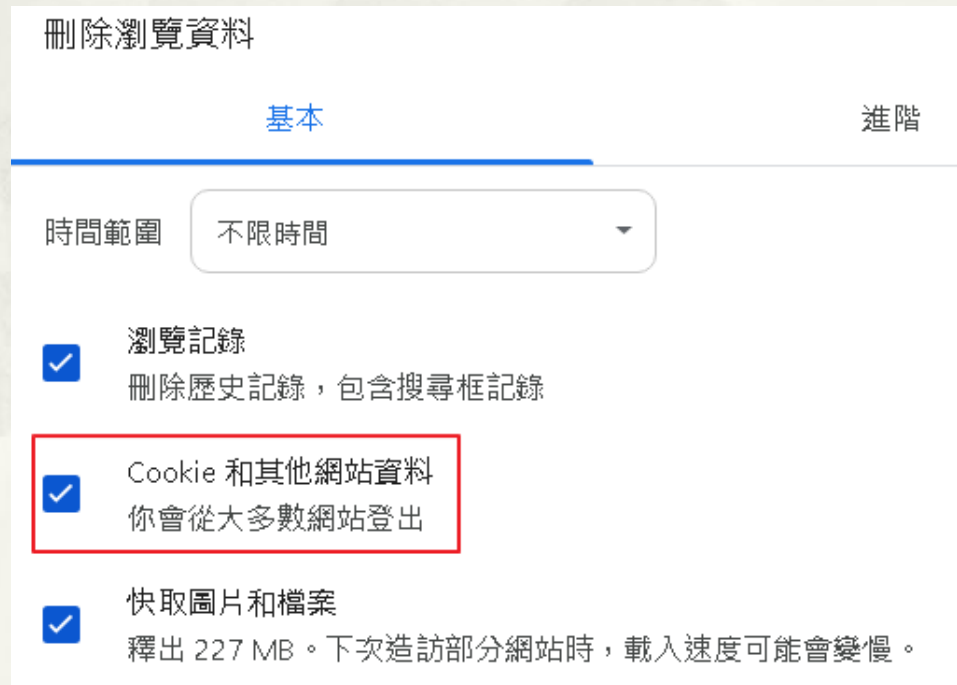 刪除瀏覽資料
基本
進階
時間範圍
不限時間
瀏覽記錄
刪除歷史記錄，包含搜尋框記錄
Cookie 和其他網站資料
你會從大多數網站登出
快取圖片和檔案
釋出 227 MB。下次造訪部分網站時，載入速度可能會變慢。